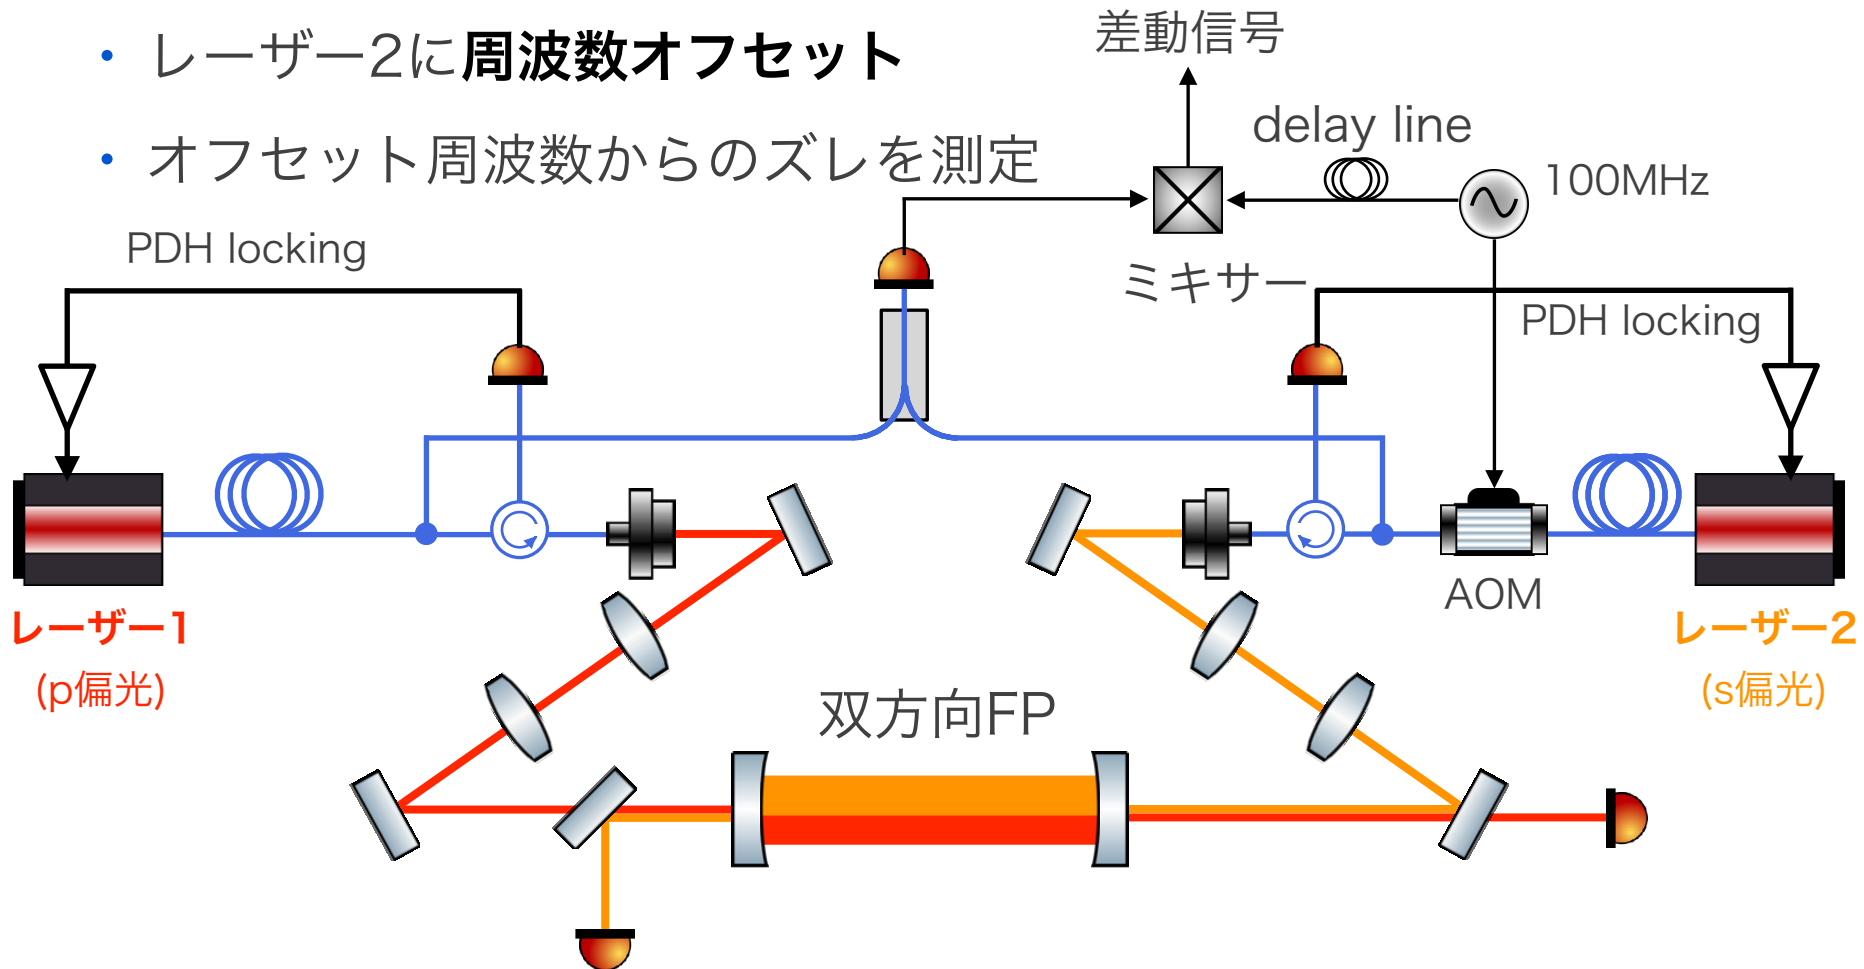 • レーザー2に周波数オフセット
• オフセット周波数からのズレを測定
差動信号
delay line
100MHz
ミキサー
PDH locking
PDH locking
AOM
レーザー1
(p偏光)
レーザー2
(s偏光)
双方向FP